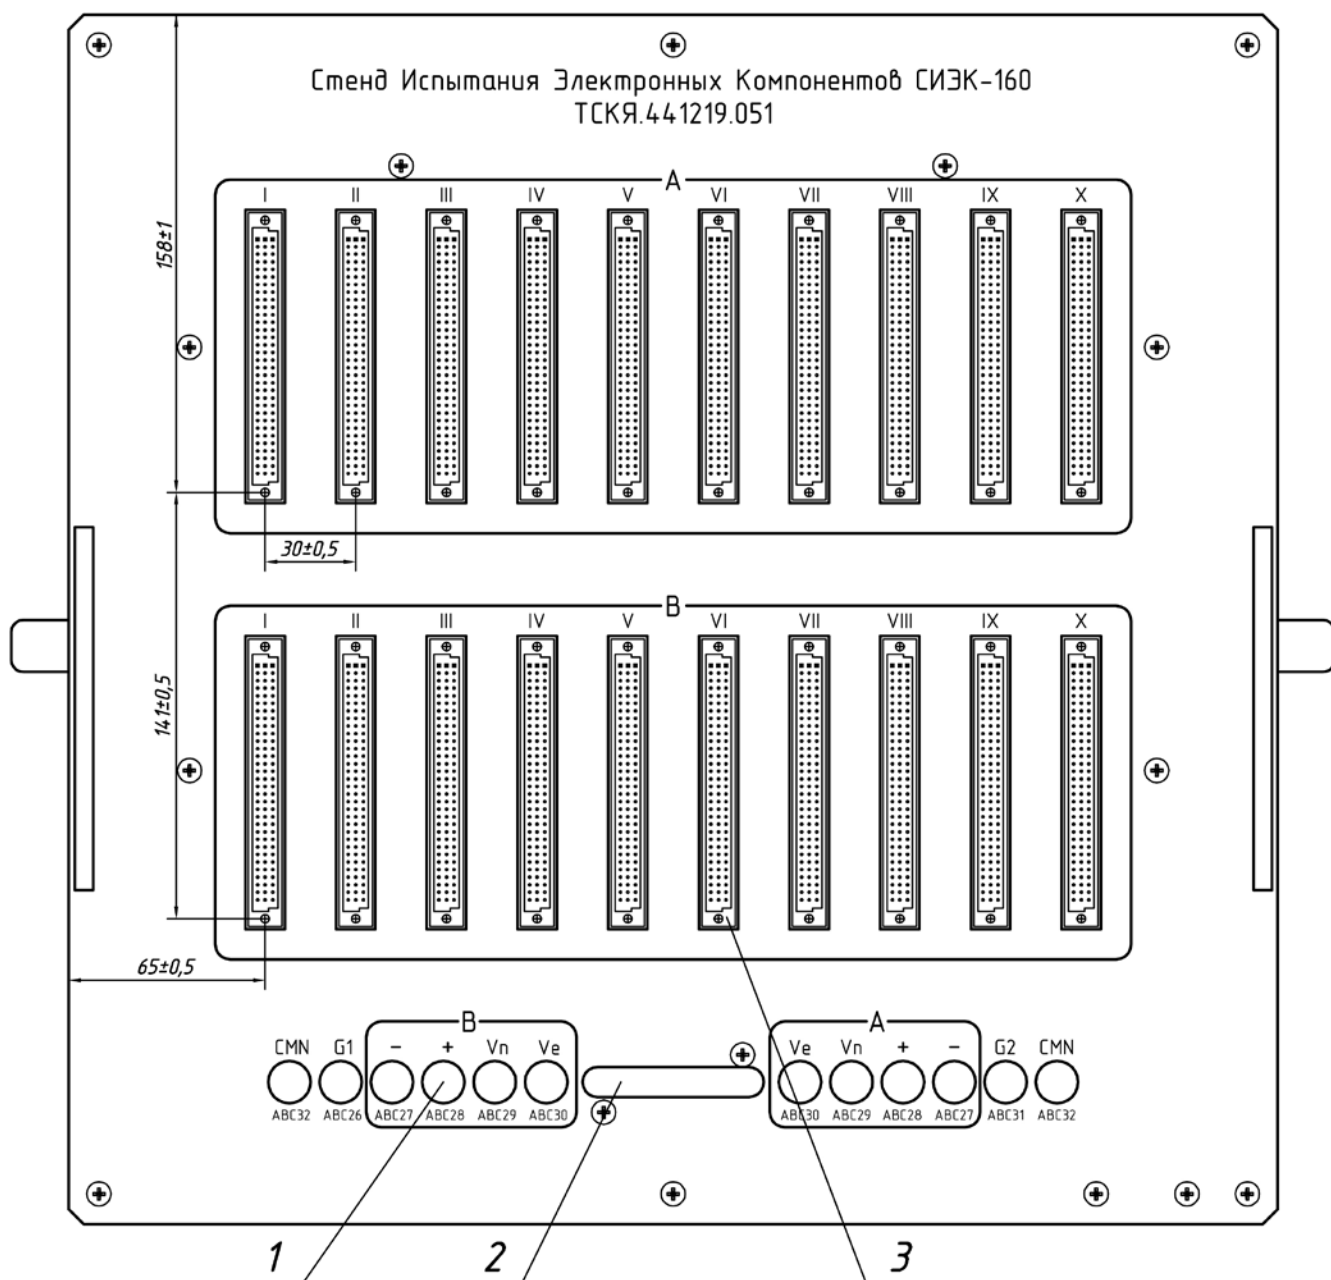 Стенд Испытания Электронных Компонентов СИЭК-160
ТСКЯ.441219.051
A
I II III IV V VI VII VIII IX X
158±1
30±0,5
B
I II III IV V VI VII VIII IX X
141±0,5
65±0,5
B A
CMN G1 − + Vn Ve Ve Vn + − G2 CMN
ABC32 ABC26 ABC27 ABC28 ABC29 ABC30 ABC30 ABC29 ABC28 ABC27 ABC31 ABC32
1 2 3